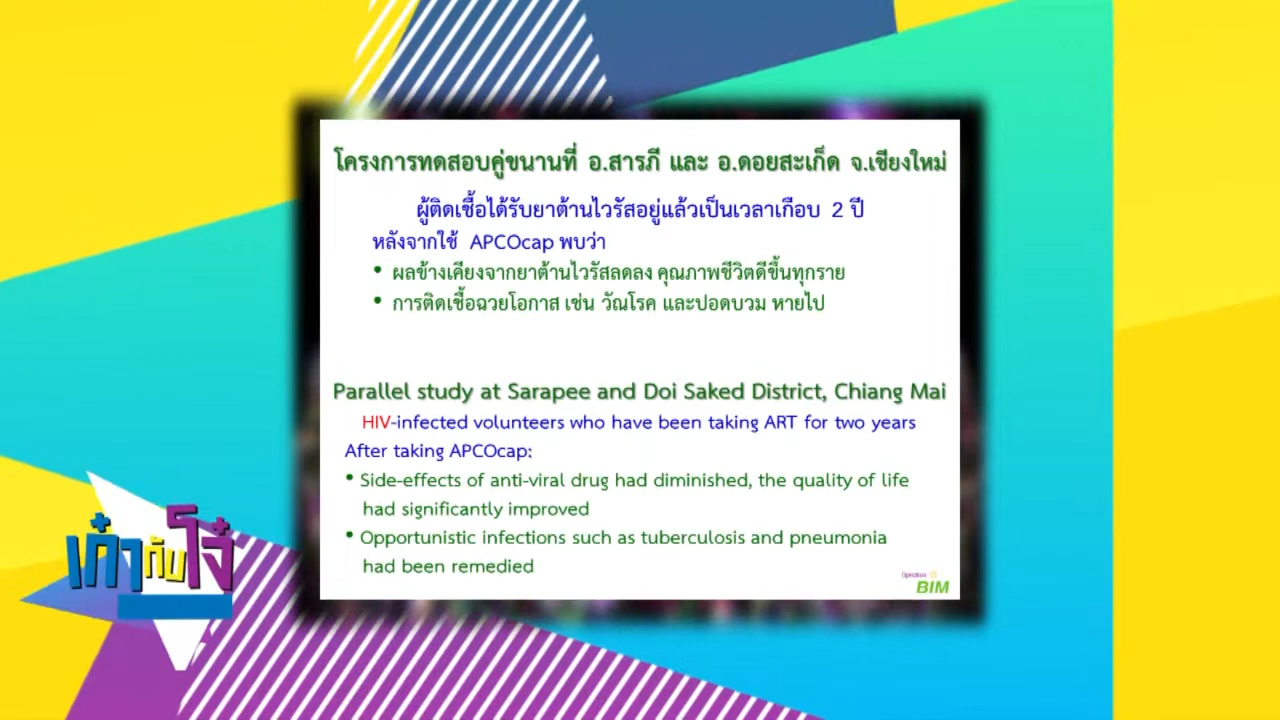 โครงการทดสอบคู่ขนานที่ อ.สารภี และ อ.ดอยสะเก็ด จ.เชียงใหม่
ผู้ติดเชื้อได้รับยาต้านไวรัสอยู่แล้วเป็นเวลาเกือบ 2 ปี
หลังจากใช้ APCOcap พบว่า
• ผลข้างเคียงจากยาต้านไวรัสลดลง คุณภาพชีวิตดีขึ้นทุกราย
• การติดเชื้อฉวยโอกาส เช่น วัณโรค และปอดบวม หายไป
Parallel study at Sarapee and Doi Saked District, Chiang Mai
HIV-infected volunteers who have been taking ART for two years
After taking APCOcap:
• Side-effects of anti-viral drug had diminished, the quality of life
had significantly improved
• Opportunistic infections such as tuberculosis and pneumonia
had been remedied
Operation
BIM
เก๋ากับโจ๋